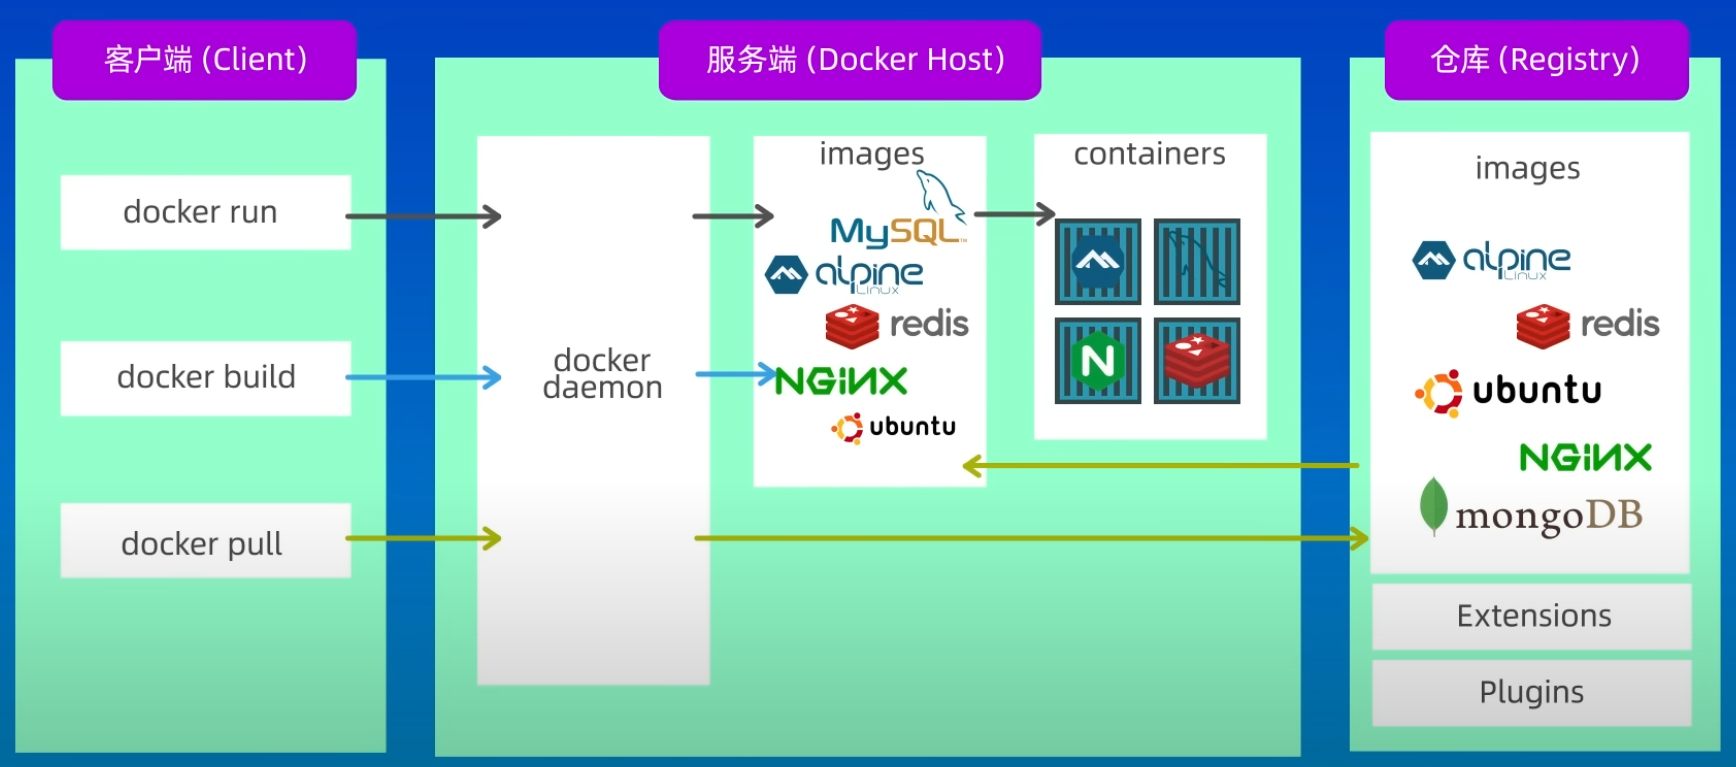 客户端 (Client)
docker run
docker build
docker pull
服务端 (Docker Host)
docker
daemon
images
MySQL™
alpine
Linux
redis
NGINX
ubuntu
containers
N
仓库 (Registry)
images
alpine
Linux
redis
ubuntu
NGINX
mongoDB
Extensions
Plugins